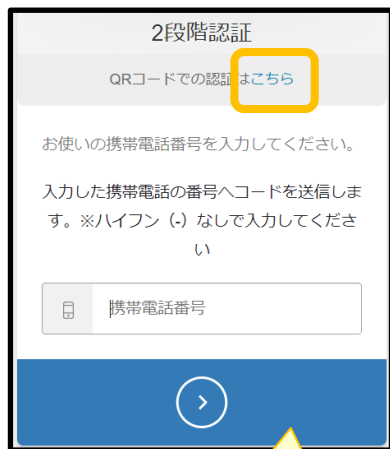 2段階認証
QRコードでの認証はこちら
お使いの携帯電話番号を入力してください。
入力した携帯電話の番号へコードを送信しま
す。※ハイフン（-）なしで入力してくださ
い
携帯電話番号